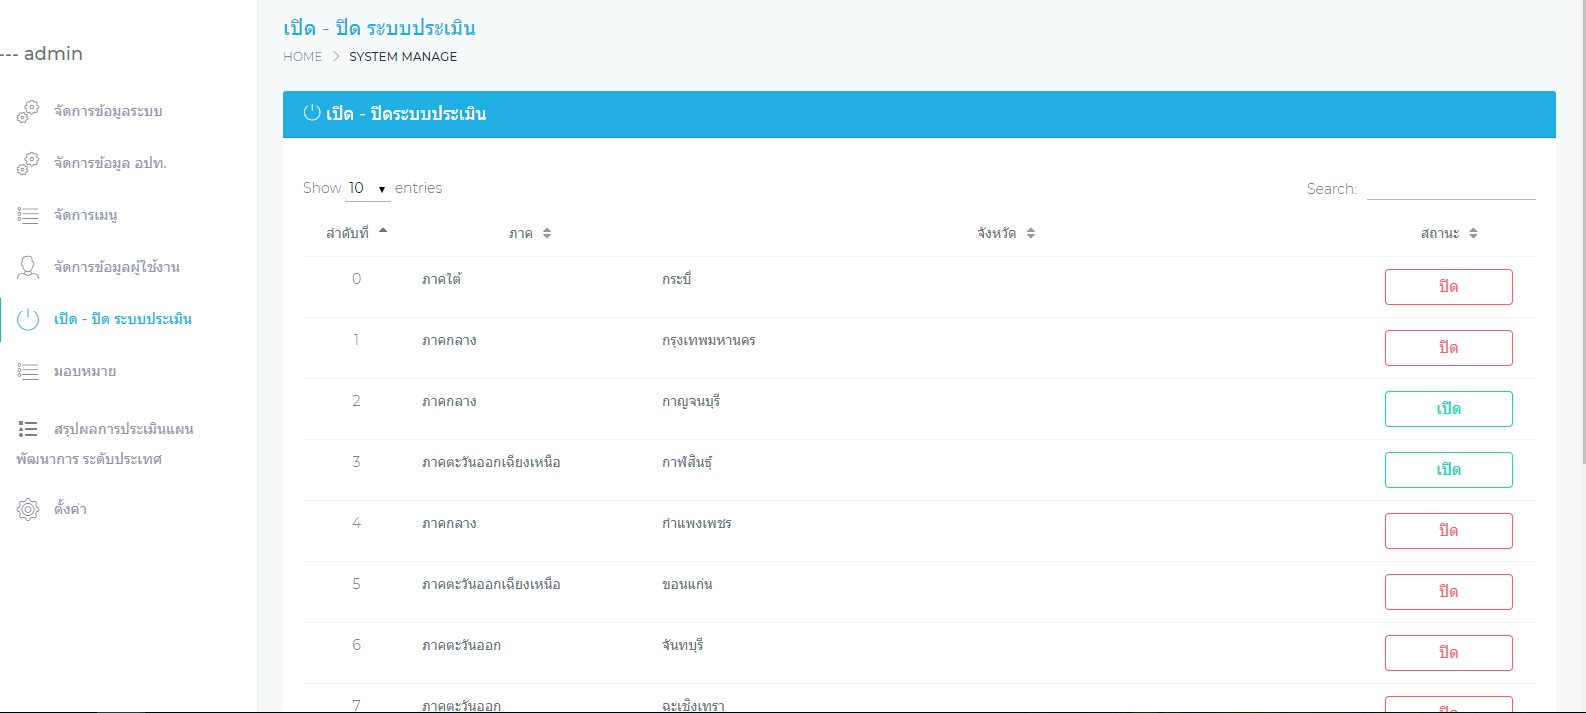 เปิด - ปิด ระบบประเมิน
HOME > SYSTEM MANAGE
--- admin
จัดการข้อมูลระบบ
จัดการข้อมูล อปท.
จัดการเมนู
จัดการข้อมูลผู้ใช้งาน
เปิด - ปิด ระบบประเมิน
มอบหมาย
สรุปผลการประเมินแผน
พัฒนาการ ระดับประเทศ
ตั้งค่า
เปิด - ปิดระบบประเมิน
Show 10 entries Search:
ลำดับที่ ภาค จังหวัด สถานะ
0 ภาคใต้ กระบี่ ปิด
1 ภาคกลาง กรุงเทพมหานคร ปิด
2 ภาคกลาง กาญจนบุรี เปิด
3 ภาคตะวันออกเฉียงเหนือ กาฬสินธุ์ เปิด
4 ภาคกลาง กำแพงเพชร ปิด
5 ภาคตะวันออกเฉียงเหนือ ขอนแก่น ปิด
6 ภาคตะวันออก จันทบุรี ปิด
7 ภาคตะวันออก ฉะเชิงเทรา ปิด